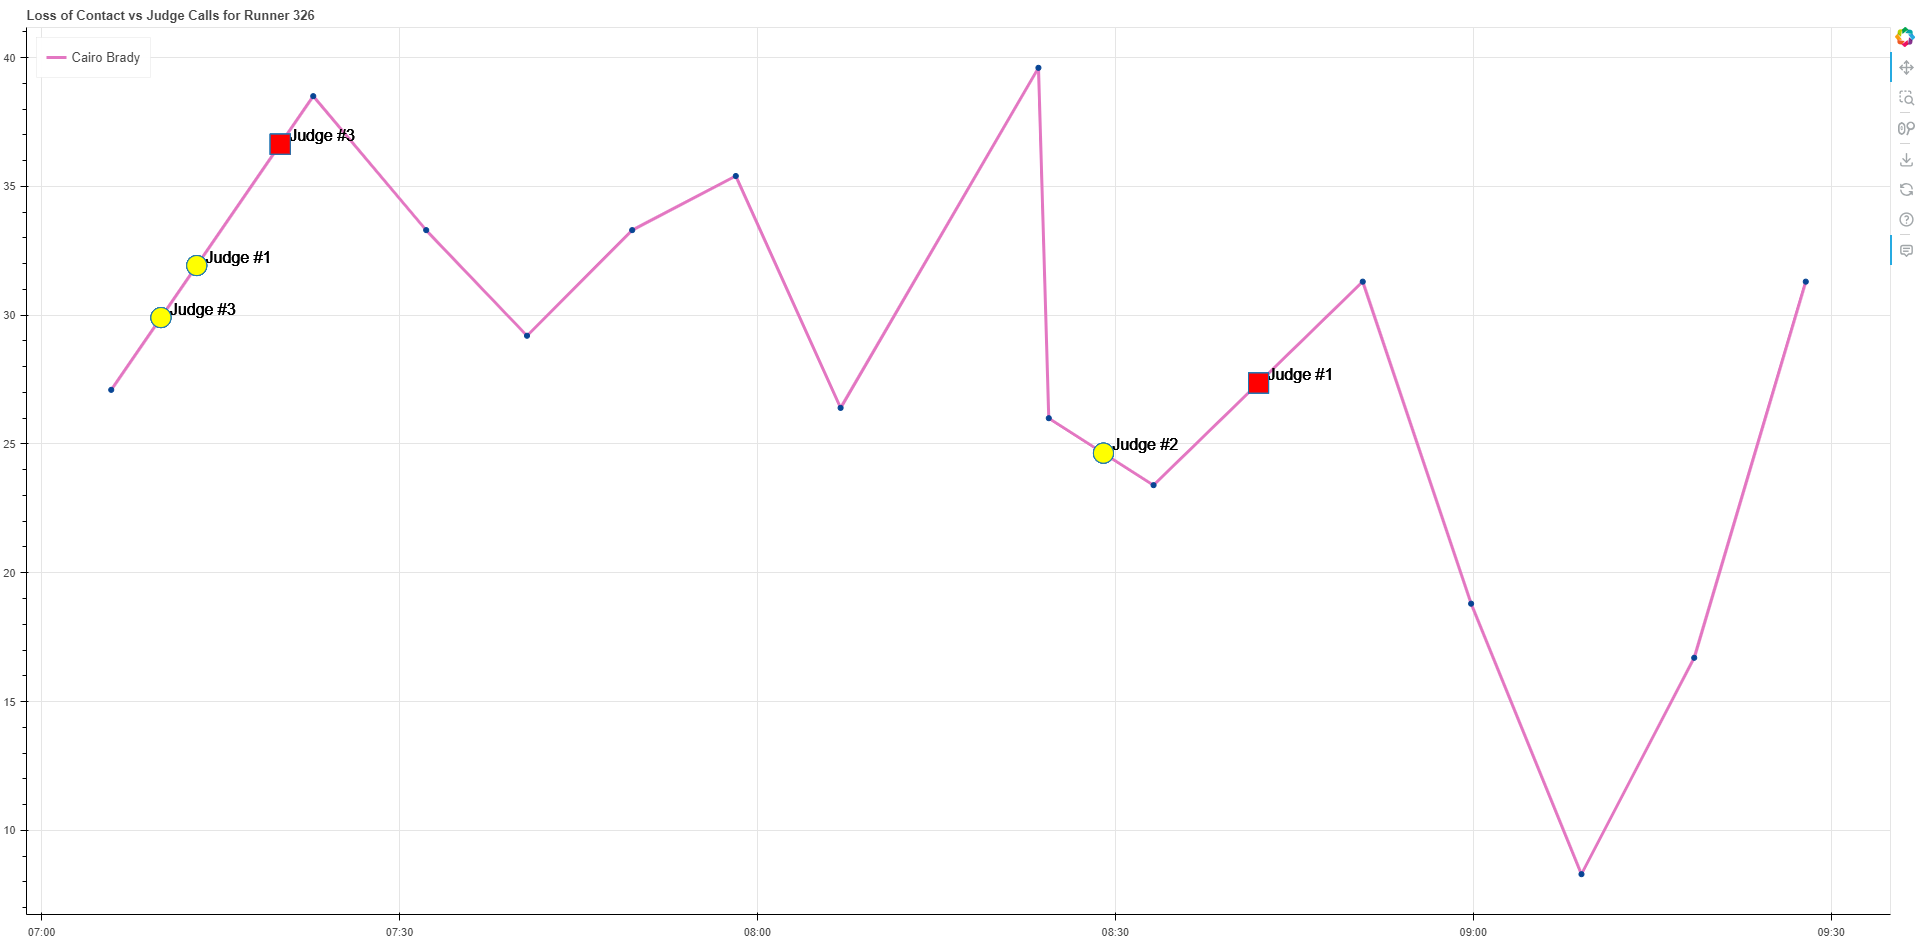 Loss of Contact vs Judge Calls for Runner 326
Cairo Brady
40
35
30
25
20
15
10
Judge #3
Judge #1
Judge #3
Judge #2
Judge #1
07:00
07:30
08:00
08:30
09:00
09:30